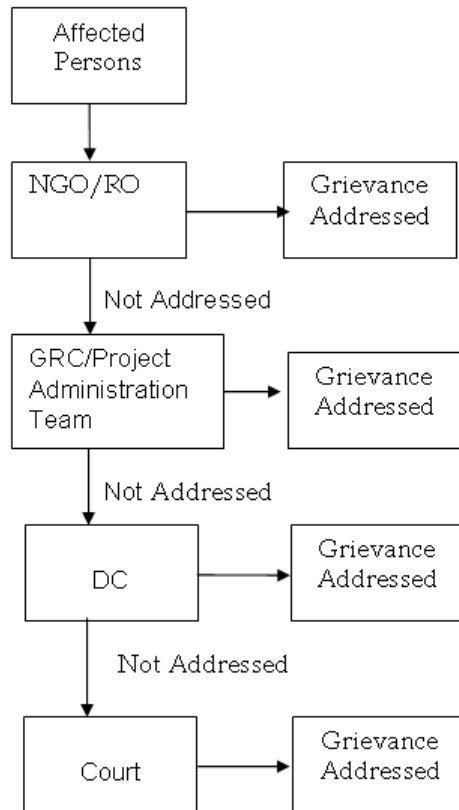 Affected
Persons
NGO/RO
Grievance
Addressed
Not Addressed
GRC/Project
Administration
Team
Grievance
Addressed
Not Addressed
DC
Grievance
Addressed
Not Addressed
Court
Grievance
Addressed